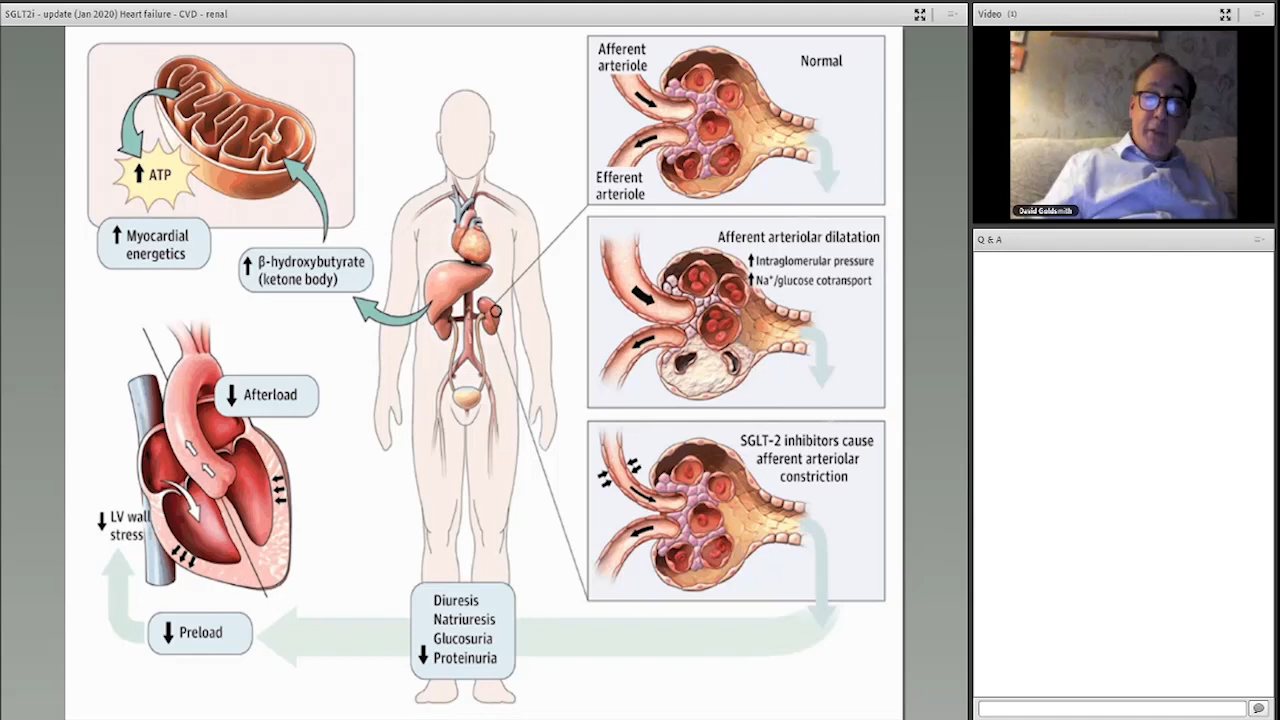 SGLT2i - update (Jan 2020) Heart failure - CVD - renal
Video (1)
David Goldsmith
Q & A
ATP
Myocardial
energetics
β-hydroxybutyrate
(ketone body)
Afterload
LV wall
stress
Preload
Diuresis
Natriuresis
Glucosuria
Proteinuria
Afferent
arteriole
Normal
Efferent
arteriole
Afferent arteriolar dilatation
Intraglomerular pressure
Na⁺/glucose cotransport
SGLT-2 inhibitors cause
afferent arteriolar
constriction